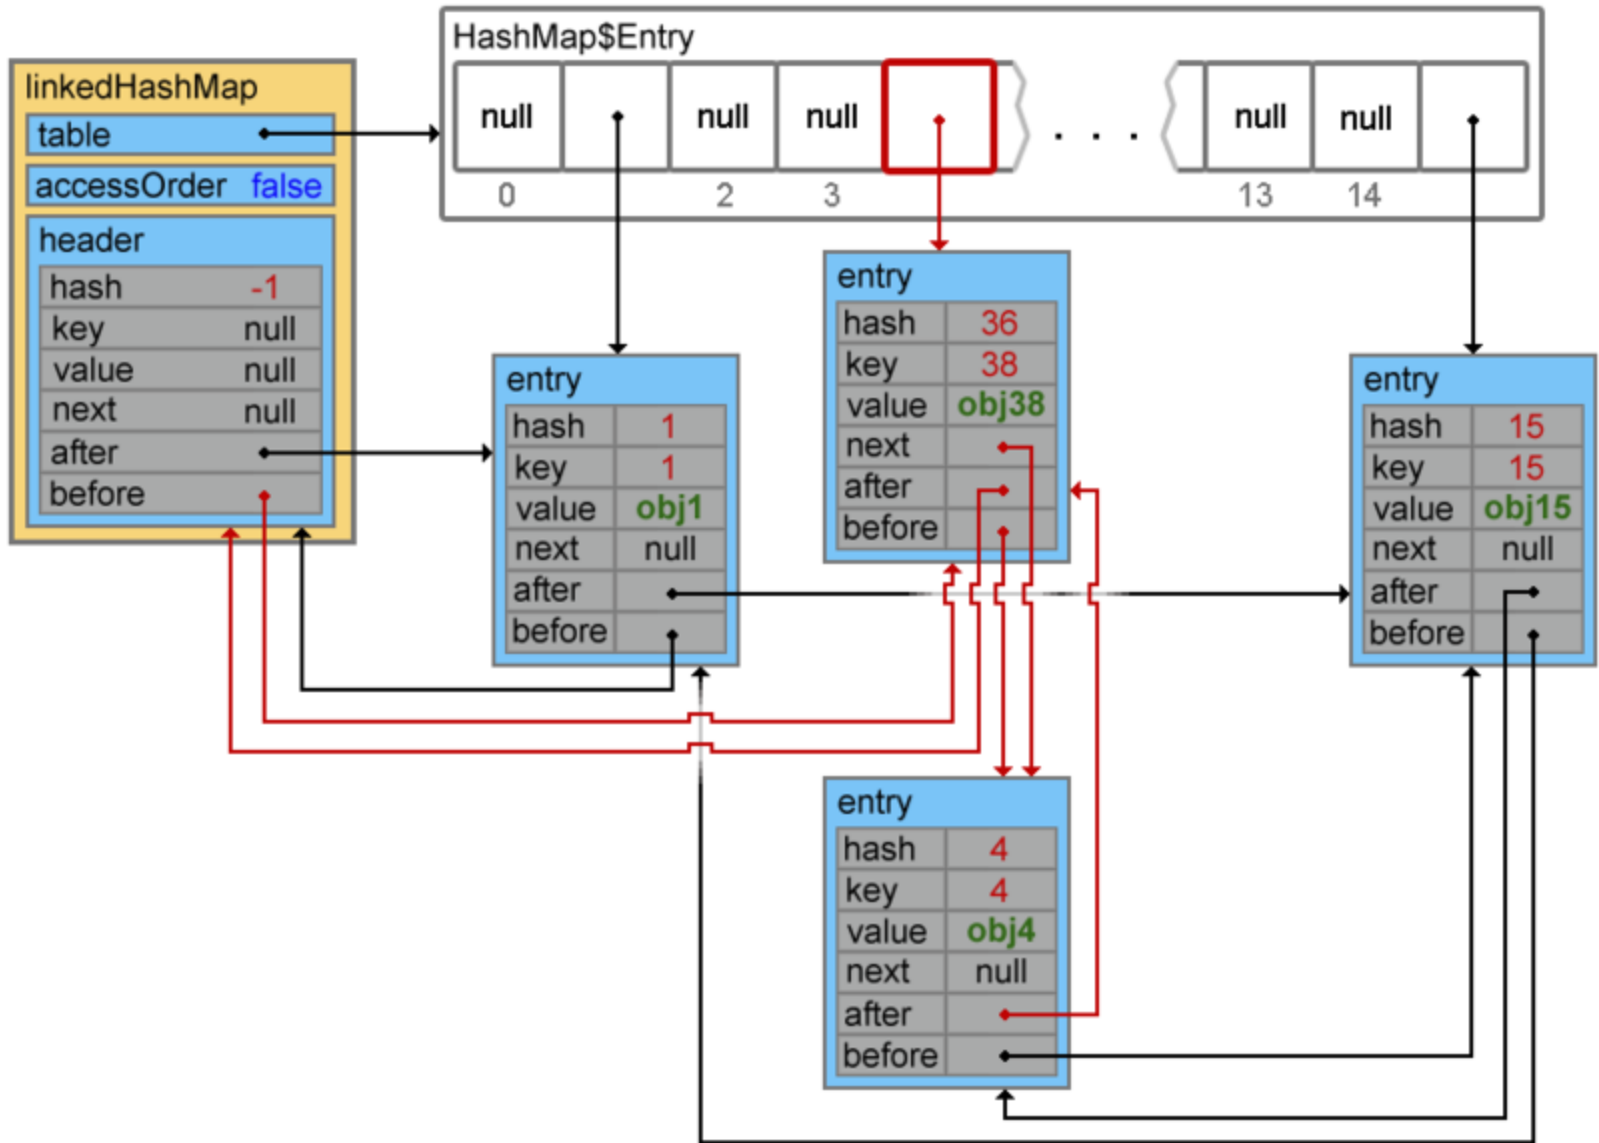 HashMap$Entry
null null null null
. . .
0 2 3 13 14
linkedHashMap
table
accessOrder false
header
hash -1
key null
value null
next null
after
before
entry
hash 1
key 1
value obj1
next null
after
before
entry
hash 36
key 38
value obj38
next
after
before
entry
hash 15
key 15
value obj15
next null
after
before
entry
hash 4
key 4
value obj4
next null
after
before